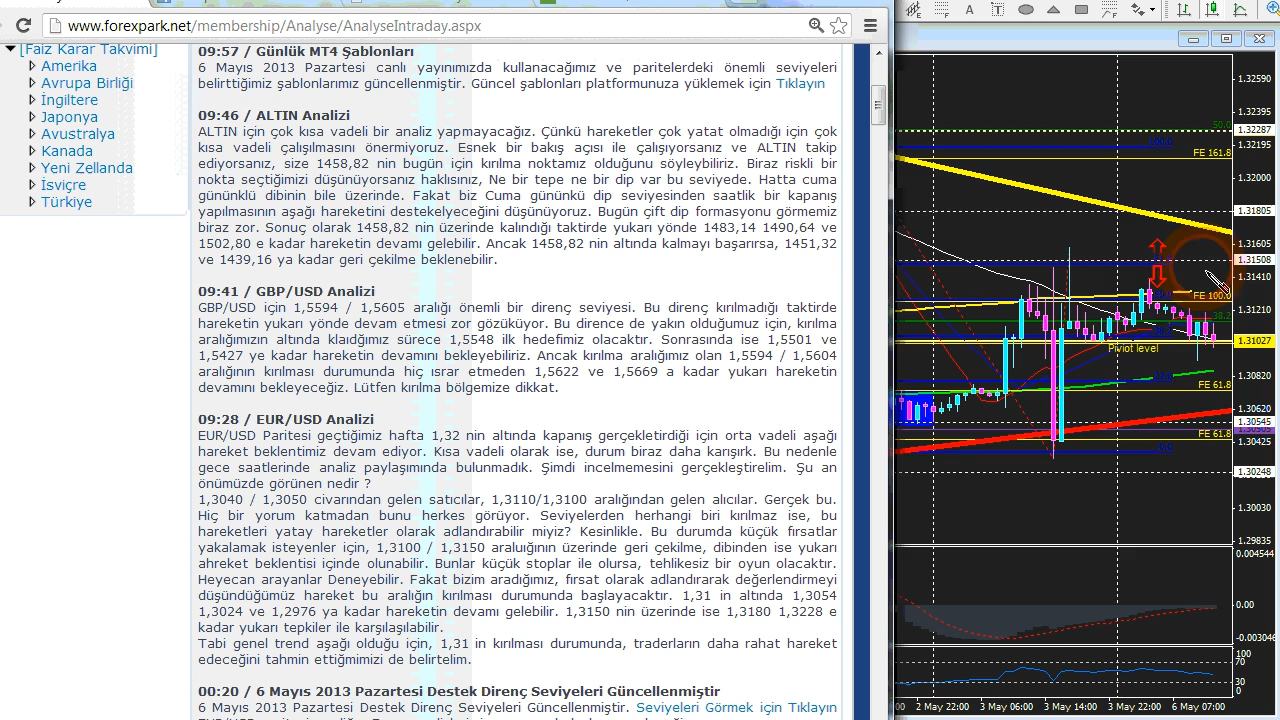 www.forexpark.net/membership/Analyse/AnalyseIntraday.aspx
[Faiz Karar Takvimi]
Amerika
Avrupa Birliği
İngiltere
Japonya
Avustralya
Kanada
Yeni Zellanda
İsviçre
Türkiye
09:57 / Günlük MT4 Şablonları
6 Mayıs 2013 Pazartesi canlı yayınımızda kullanacağımız ve paritelerdeki önemli seviyeleri
belirttiğimiz şablonlarımız güncellenmiştir. Güncel şablonları platformunuza yüklemek için Tıklayın
09:46 / ALTIN Analizi
ALTIN için çok kısa vadeli bir analiz yapmayacağız. Çünkü hareketler çok yatat olmadığı için çok
kısa vadeli çalışılmasını önermiyoruz. Esnek bir bakış açısı ile çalışıyorsanız ve ALTIN takip
ediyorsanız, size 1458,82 nin bugün için kırılma noktamız olduğunu söyleybiliriz. Biraz riskli bir
nokta seçtiğimizi düşünüyorsanız haklısınız, Ne bir tepe ne bir dip var bu seviyede. Hatta cuma
gününklü dibinin bile üzerinde. Fakat biz Cuma gününkü dip seviyesinden saatlik bir kapanış
yapılmasının aşağı hareketini destekelyeceğini düşünüyoruz. Bugün çift dip formasyonu görmemiz
biraz zor. Sonuç olarak 1458,82 nin üzerinde kalındığı taktirde yukarı yönde 1483,14 1490,64 ve
1502,80 e kadar hareketin devamı gelebilir. Ancak 1458,82 nin altında kalmayı başarırsa, 1451,32
ve 1439,16 ya kadar geri çekilme beklenebilir.
09:41 / GBP/USD Analizi
GBP/USD için 1,5594 / 1,5605 aralığı önemli bir direnç seviyesi. Bu direnç kırılmadığı taktirde
hareketin yukarı yönde devam etmesi zor gözüküyor. Bu dirence de yakın olduğumuz için, kırılma
aralığımızın altında klaıdğı sürece 1,5548 ilk hedefimiz olacaktır. Sonrasında ise 1,5501 ve
1,5427 ye kadar hareketin devamını bekleyebiliriz. Ancak kırılma aralığımız olan 1,5594 / 1,5604
aralığının kırılması durumunda hiç ısrar etmeden 1,5622 ve 1,5669 a kadar yukarı hareketin
devamını bekleyeceğiz. Lütfen kırılma bölgemize dikkat.
09:28 / EUR/USD Analizi
EUR/USD Paritesi geçtiğimiz hafta 1,32 nin altında kapanış gerçekletirdiği için orta vadeli aşağı
hareket beklentimiz devam ediyor. Kısa vadeli olarak ise, durum biraz daha karışırk. Bu nedenle
gece saatlerinde analiz paylaşımında bulunmadık. Şimdi incelmemesini gerçekleştirelim. Şu an
önümüzde görünen nedir ?
1,3040 / 1,3050 civarından gelen satıcılar, 1,3110/1,3100 aralığından gelen alıcılar. Gerçek bu.
Hiç bir yorum katmadan bunu herkes görüyor. Seviyelerden herhangi biri kırılmaz ise, bu
hareketleri yatay hareketler olarak adlandırabilir miyiz? Kesinlikle. Bu durumda küçük fırsatlar
yakalamak isteyenler için, 1,3100 / 1,3150 araluığının üzerinde geri çekilme, dibinden ise yukarı
ahreket beklentisi içinde olunabilir. Bunlar küçük stoplar ile olursa, tehlikesiz bir oyun olacaktır.
Heyecan arayanlar Deneyebilir. Fakat bizim aradığımız, fırsat olarak adlandırarak değerlendirmeyi
düşündüğümüz hareket bu aralığın kırılması durumunda başlayacaktır. 1,31 in altında 1,3054
1,3024 ve 1,2976 ya kadar hareketin devamı gelebilir. 1,3150 nin üzerinde ise 1,3180 1,3228 e
kadar yukarı tepkiler ile karşılaşılabilir.
Tabi genel trend aşağı olduğu için, 1,31 in kırılması durumunda, traderların daha rahat hareket
edeceğini tahmin ettiğimizi de belirtelim.
00:20 / 6 Mayıs 2013 Pazartesi Destek Direnç Seviyeleri Güncellenmiştir
6 Mayıs 2013 Pazartesi Destek Direnç Seviyeleri Güncellenmiştir. Seviyeleri Görmek için Tıklayın
1.32590
1.32395
50.0
1.32287
100.0
1.32195
FE 161.8
1.32000
1.31805
1.31605
1.31508
1.31410
FE 100.0
1.31210
38.2
1.31027
Piviot level
1.30820
FE 61.8
1.30620
1.30545
FE 61.8
1.30425
0.0
1.30248
1.30030
1.29835
0.004544
0.00
-0.003046
100
70
30
0
2 May 22:00
3 May 06:00
3 May 14:00
3 May 22:00
6 May 07:00